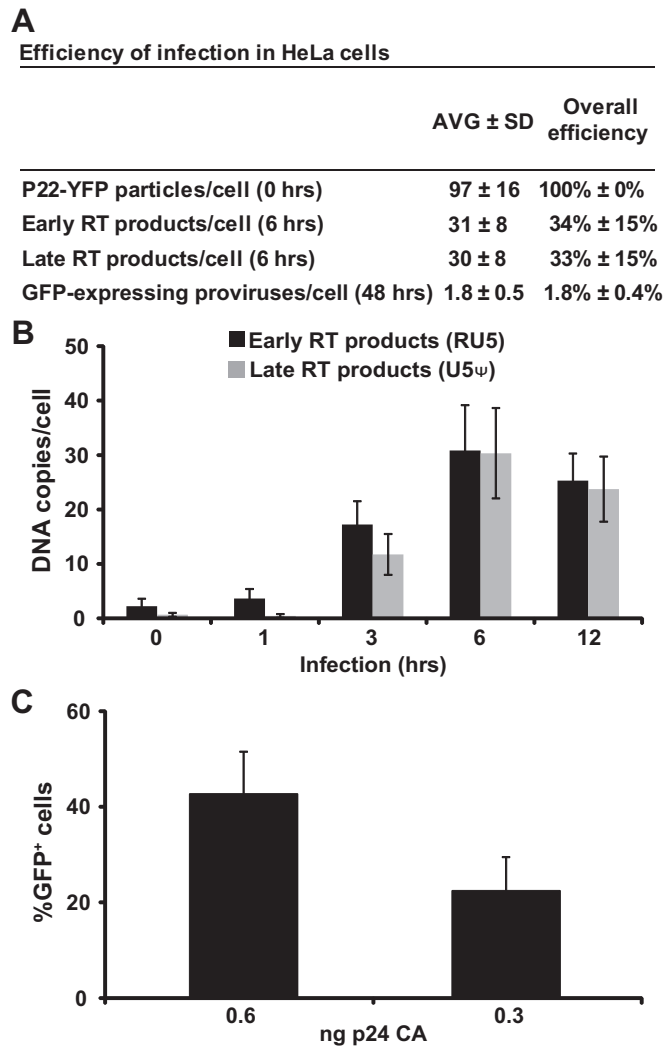 A
Efficiency of infection in HeLa cells
AVG ± SD Overall efficiency
P22-YFP particles/cell (0 hrs) 97 ± 16 100% ± 0%
Early RT products/cell (6 hrs) 31 ± 8 34% ± 15%
Late RT products/cell (6 hrs) 30 ± 8 33% ± 15%
GFP-expressing proviruses/cell (48 hrs) 1.8 ± 0.5 1.8% ± 0.4%
B
Early RT products (RU5)
Late RT products (U5Ψ)
DNA copies/cell
50
40
30
20
10
0
0 1 3 6 12
Infection (hrs)
C
%GFP⁺ cells
60
40
20
0
0.6 0.3
ng p24 CA